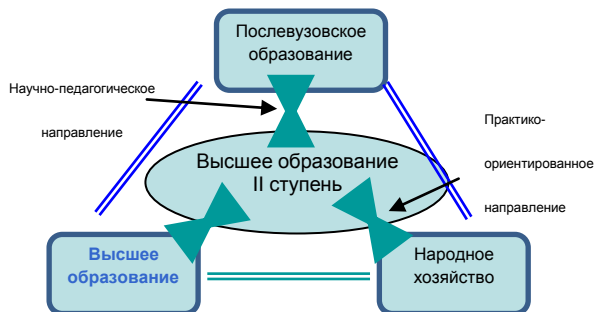 Послевузовское
образование
Научно-педагогическое
направление
Практико-
ориентированное
направление
Высшее образование
II ступень
Высшее
образование
Народное
хозяйство